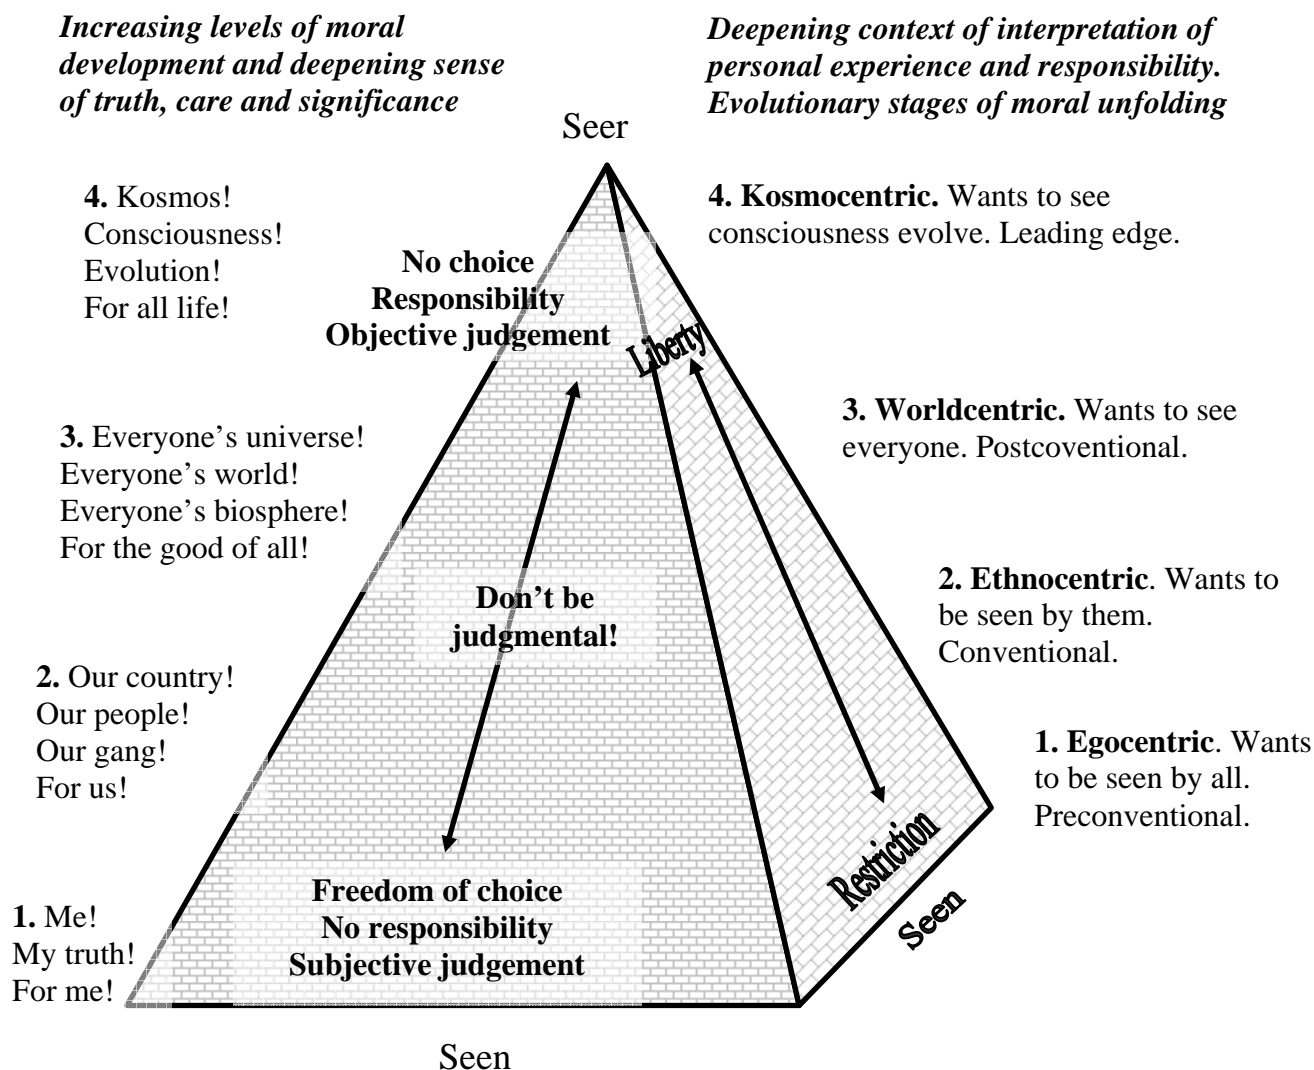 Increasing levels of moral
development and deepening sense
of truth, care and significance
Deepening context of interpretation of
personal experience and responsibility.
Evolutionary stages of moral unfolding
Seer
4. Kosmos!
Consciousness!
Evolution!
For all life!
4. Kosmocentric. Wants to see
consciousness evolve. Leading edge.
No choice
Responsibility
Objective judgement
Liberty
3. Everyone’s universe!
Everyone’s world!
Everyone’s biosphere!
For the good of all!
3. Worldcentric. Wants to see
everyone. Postcoventional.
Don’t be
judgmental!
2. Ethnocentric. Wants to
be seen by them.
Conventional.
2. Our country!
Our people!
Our gang!
For us!
1. Egocentric. Wants
to be seen by all.
Preconventional.
Restriction
Seen
Freedom of choice
No responsibility
Subjective judgement
1. Me!
My truth!
For me!
Seen